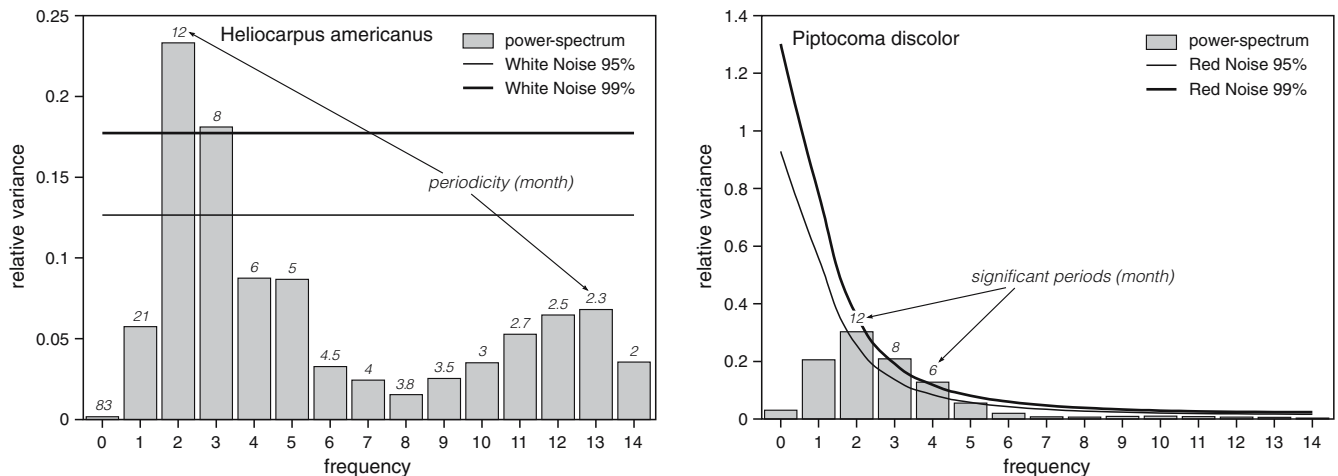 Heliocarpus americanus
power-spectrum
White Noise 95%
White Noise 99%
relative variance
0.25
0.2
0.15
0.1
0.05
0
83
21
12
8
6
5
4.5
4
3.8
3.5
3
2.7
2.5
2.3
2
periodicity (month)
0 1 2 3 4 5 6 7 8 9 10 11 12 13 14
frequency
Piptocoma discolor
power-spectrum
Red Noise 95%
Red Noise 99%
relative variance
1.4
1.2
1
0.8
0.6
0.4
0.2
0
12
8
6
significant periods (month)
0 1 2 3 4 5 6 7 8 9 10 11 12 13 14
frequency